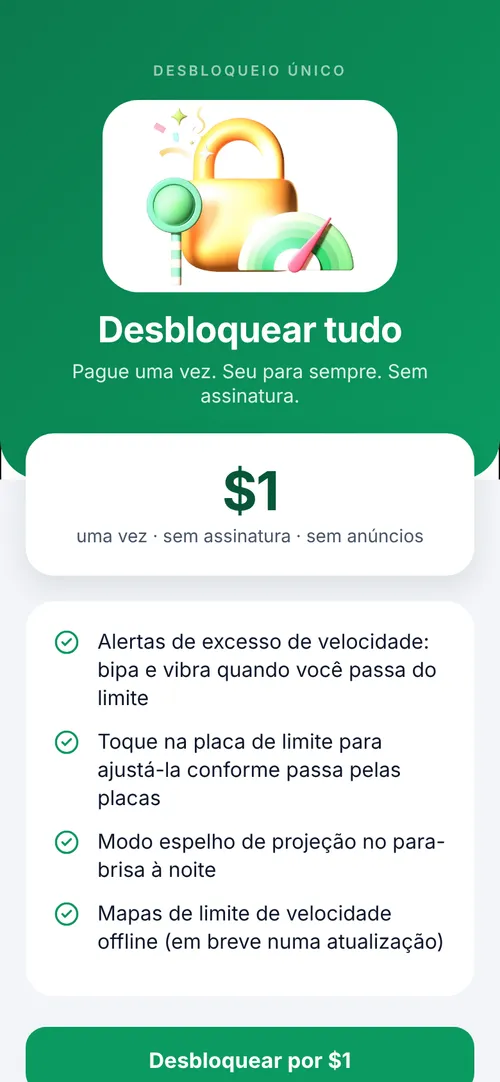 DESBLOQUEIO ÚNICO
Desbloquear tudo
Pague uma vez. Seu para sempre. Sem
assinatura.
$1
uma vez · sem assinatura · sem anúncios
Alertas de excesso de velocidade:
bipa e vibra quando você passa do
limite
Toque na placa de limite para
ajustá-la conforme passa pelas
placas
Modo espelho de projeção no para-
brisa à noite
Mapas de limite de velocidade
offline (em breve numa atualização)
Desbloquear por $1